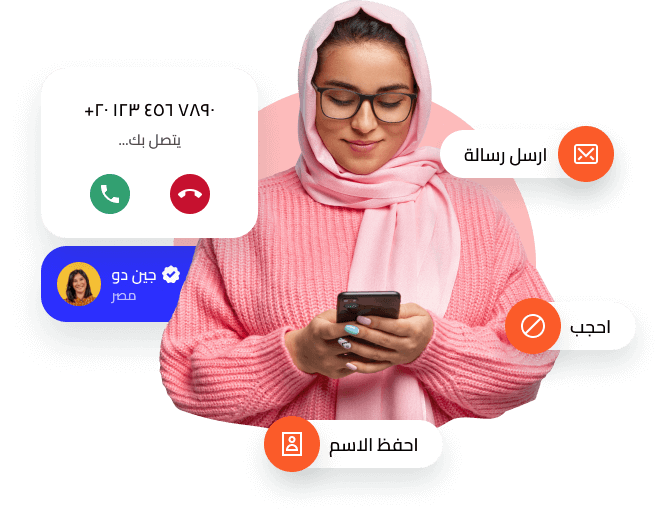 +٢٠ ١٢٣ ٤٥٦ ٧٨٩٠
يتصل بك...
جين دو
مصر
ارسل رسالة
احجب
احفظ الاسم